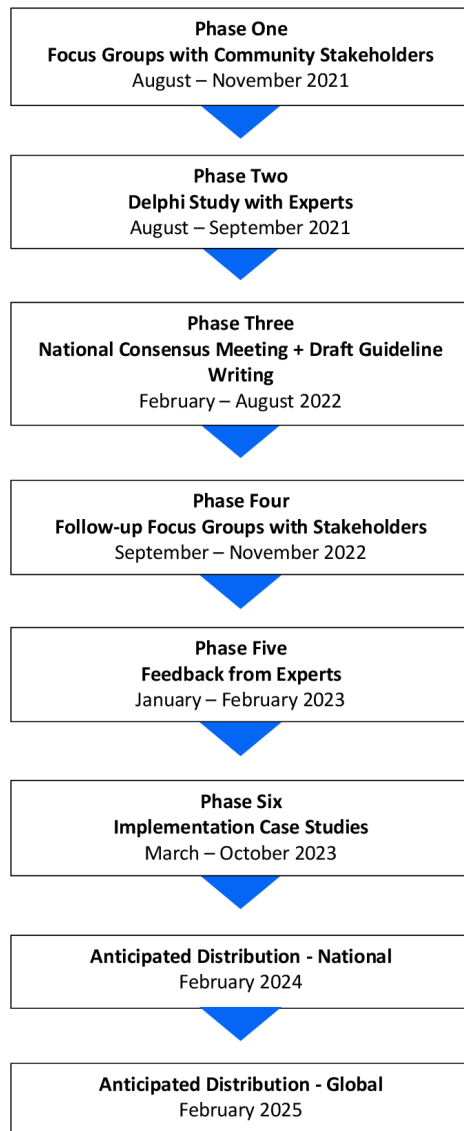 Phase One
Focus Groups with Community Stakeholders
August – November 2021
Phase Two
Delphi Study with Experts
August – September 2021
Phase Three
National Consensus Meeting + Draft Guideline
Writing
February – August 2022
Phase Four
Follow-up Focus Groups with Stakeholders
September – November 2022
Phase Five
Feedback from Experts
January – February 2023
Phase Six
Implementation Case Studies
March – October 2023
Anticipated Distribution - National
February 2024
Anticipated Distribution - Global
February 2025